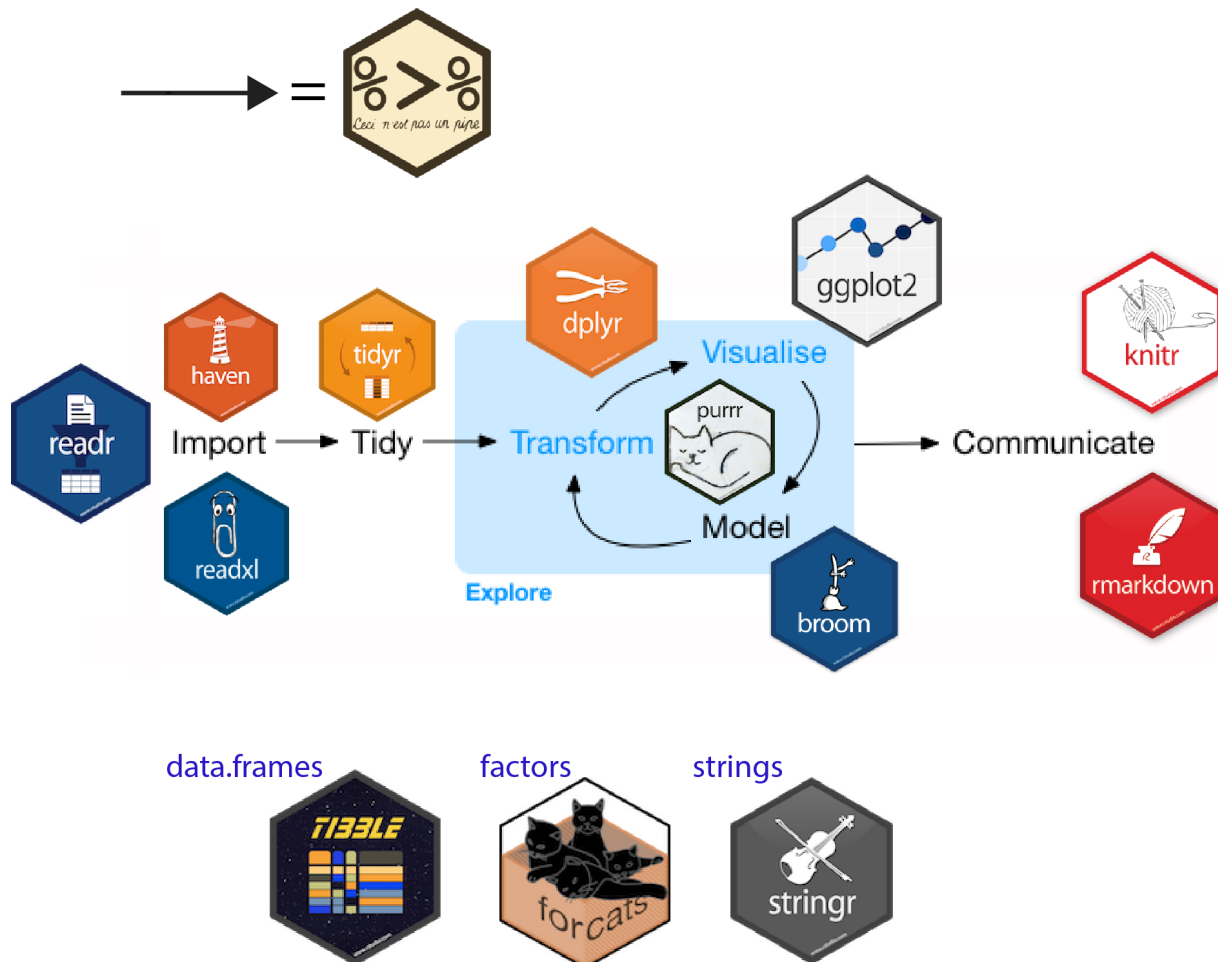 =
% > %
Ceci n'est pas un pipe
ggplot2
dplyr
haven
tidyr
Visualise
knitr
readr
purrr
Import
Tidy
Transform
Communicate
Model
readxl
Explore
broom
rmarkdown
data.frames
factors
strings
TIBBLE
forcats
stringr